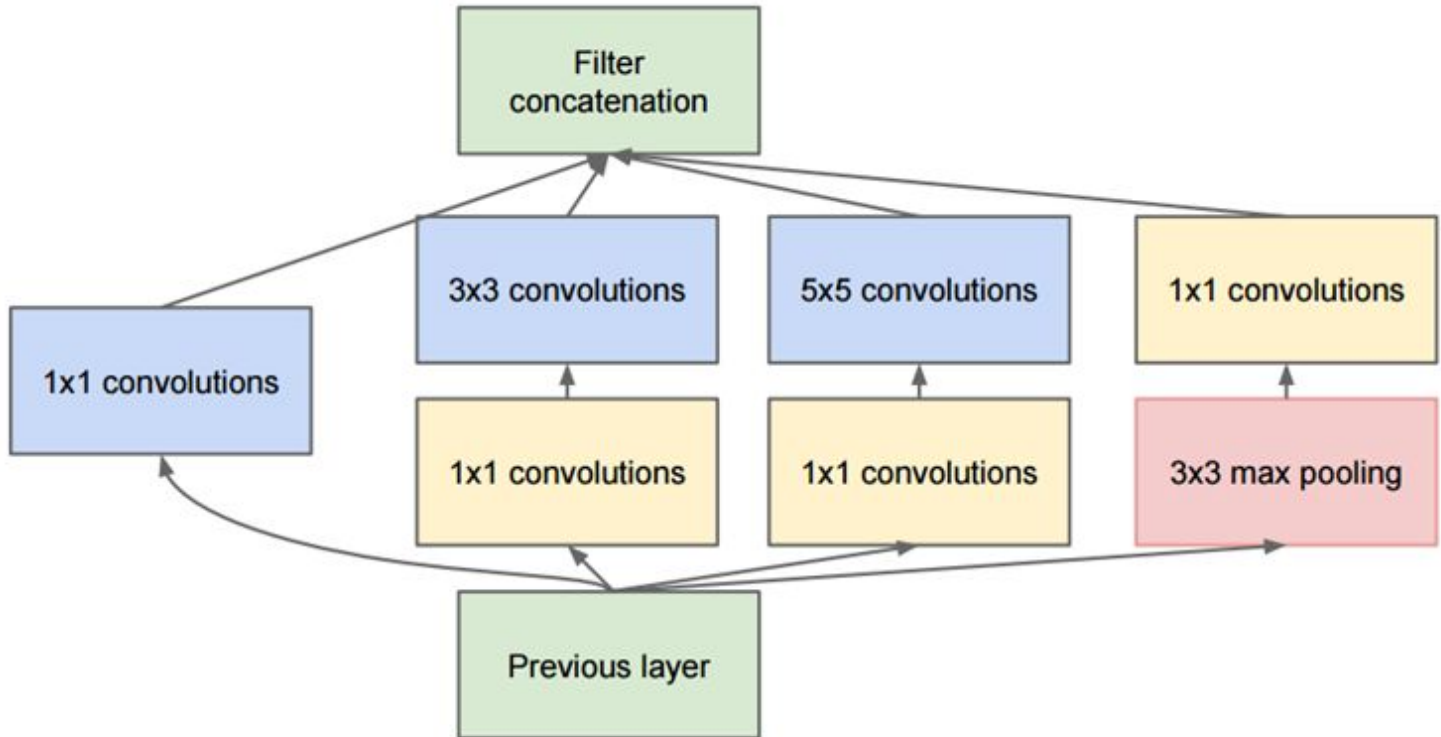 Filter
concatenation
3x3 convolutions
5x5 convolutions
1x1 convolutions
1x1 convolutions
1x1 convolutions
1x1 convolutions
3x3 max pooling
Previous layer